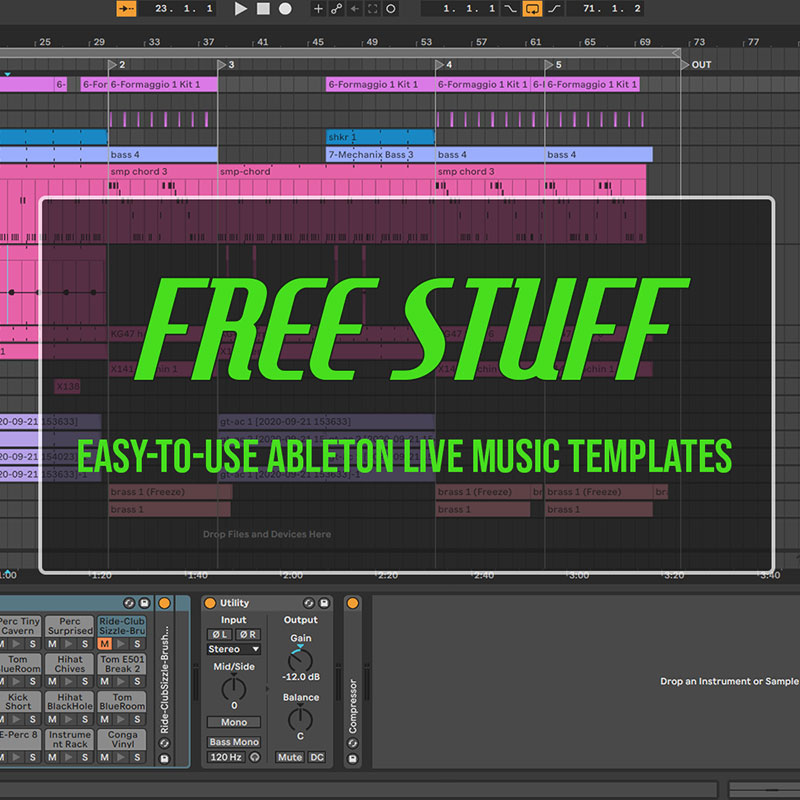 23. 1. 1
1. 1. 1
71. 1. 2
25 29 33 37 41 45 49 53 57 61 65 69 73 77
2 3 4 5 OUT
6- 6-For 6-Formaggio 1 Kit 1 6-Formaggio 1 Kit 1 6-Formaggio 1 Kit 1 6-F 6-Formaggio 1 Kit 1
shkr 1
bass 4 7-Mechanix Bass 3 bass 4 bass 4
smp chord 3 smp-chord smp chord 3
FREE STUFF
X138
20-09-21 153633] gt-ac 1 [2020-09-21 153633]
EASY-TO-USE ABLETON LIVE MUSIC TEMPLATES
brass 1 (Freeze) brass 1 (Freeze) br brass 1 (Freeze) br
brass 1 brass 1 brass 1
Drop Files and Devices Here
1:00 1:20 1:40 2:00 2:20 2:40 3:00 3:20 3:40
Perc Tiny Cavern
Perc Surprised
Ride-Club Sizzle-Bru
M S M S M S
Tom BlueRoom
Hihat Chives
Tom E501 Break 2
M S M S M S
Kick Short
Hihat BlackHole
Tom BlueRoom
M S M S M S
E-Perc 8
Instrume nt Rack
Conga Vinyl
M S M S M S
Ride-ClubSizzle-Brush...
Utility
Input
Ø L Ø R
Stereo
Mid/Side
0
Mono
Bass Mono
120 Hz
Output
Gain
-12.0 dB
Balance
C
Mute DC
Compressor
Drop an Instrument or Sample